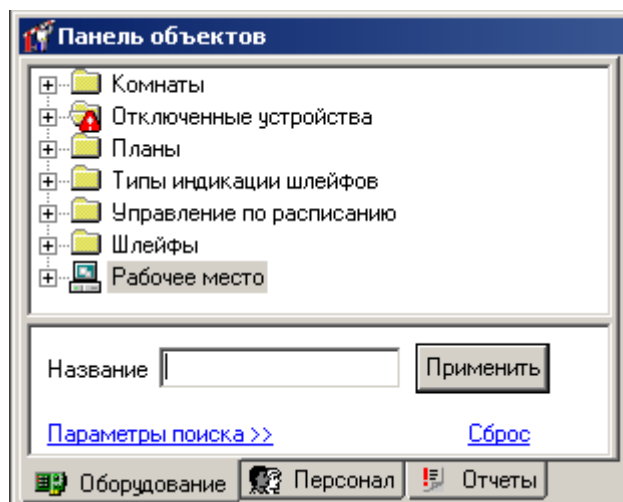 Панель объектов
Комнаты
Отключенные устройства
Планы
Типы индикации шлейфов
Управление по расписанию
Шлейфы
Рабочее место
Название Применить
Параметры поиска >> Сброс
Оборудование Персонал Отчеты